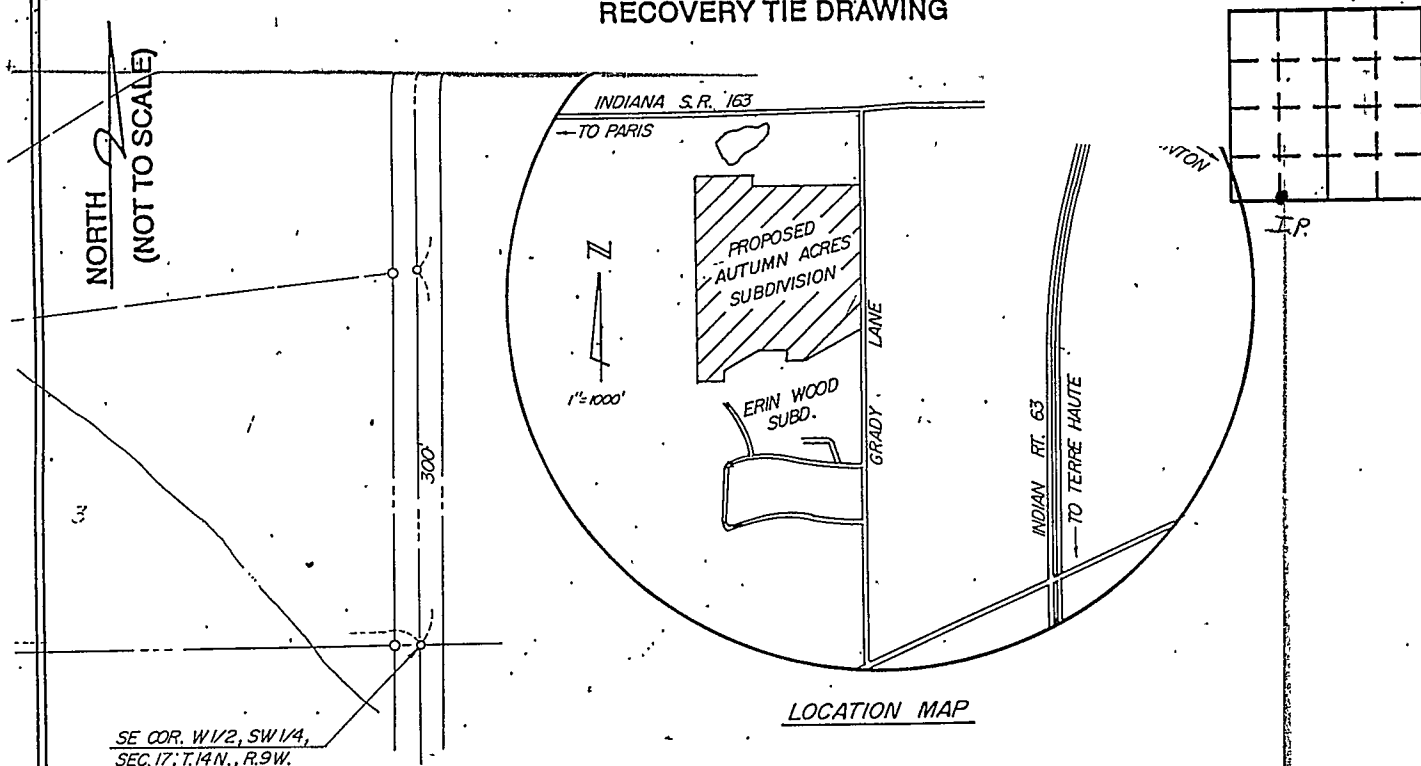 RECOVERY TIE DRAWING
NORTH
(NOT TO SCALE)
INDIANA S.R. 163
←TO PARIS
NTON
I.P.
PROPOSED
AUTUMN ACRES
SUBDIVISION
N
1"=1000'
ERIN WOOD
SUBD.
GRADY LANE
INDIAN RT. 63
←TO TERRE HAUTE
300'
3
LOCATION MAP
SE COR. W1/2, SW1/4,
SEC. 17; T.14N., R.9W.